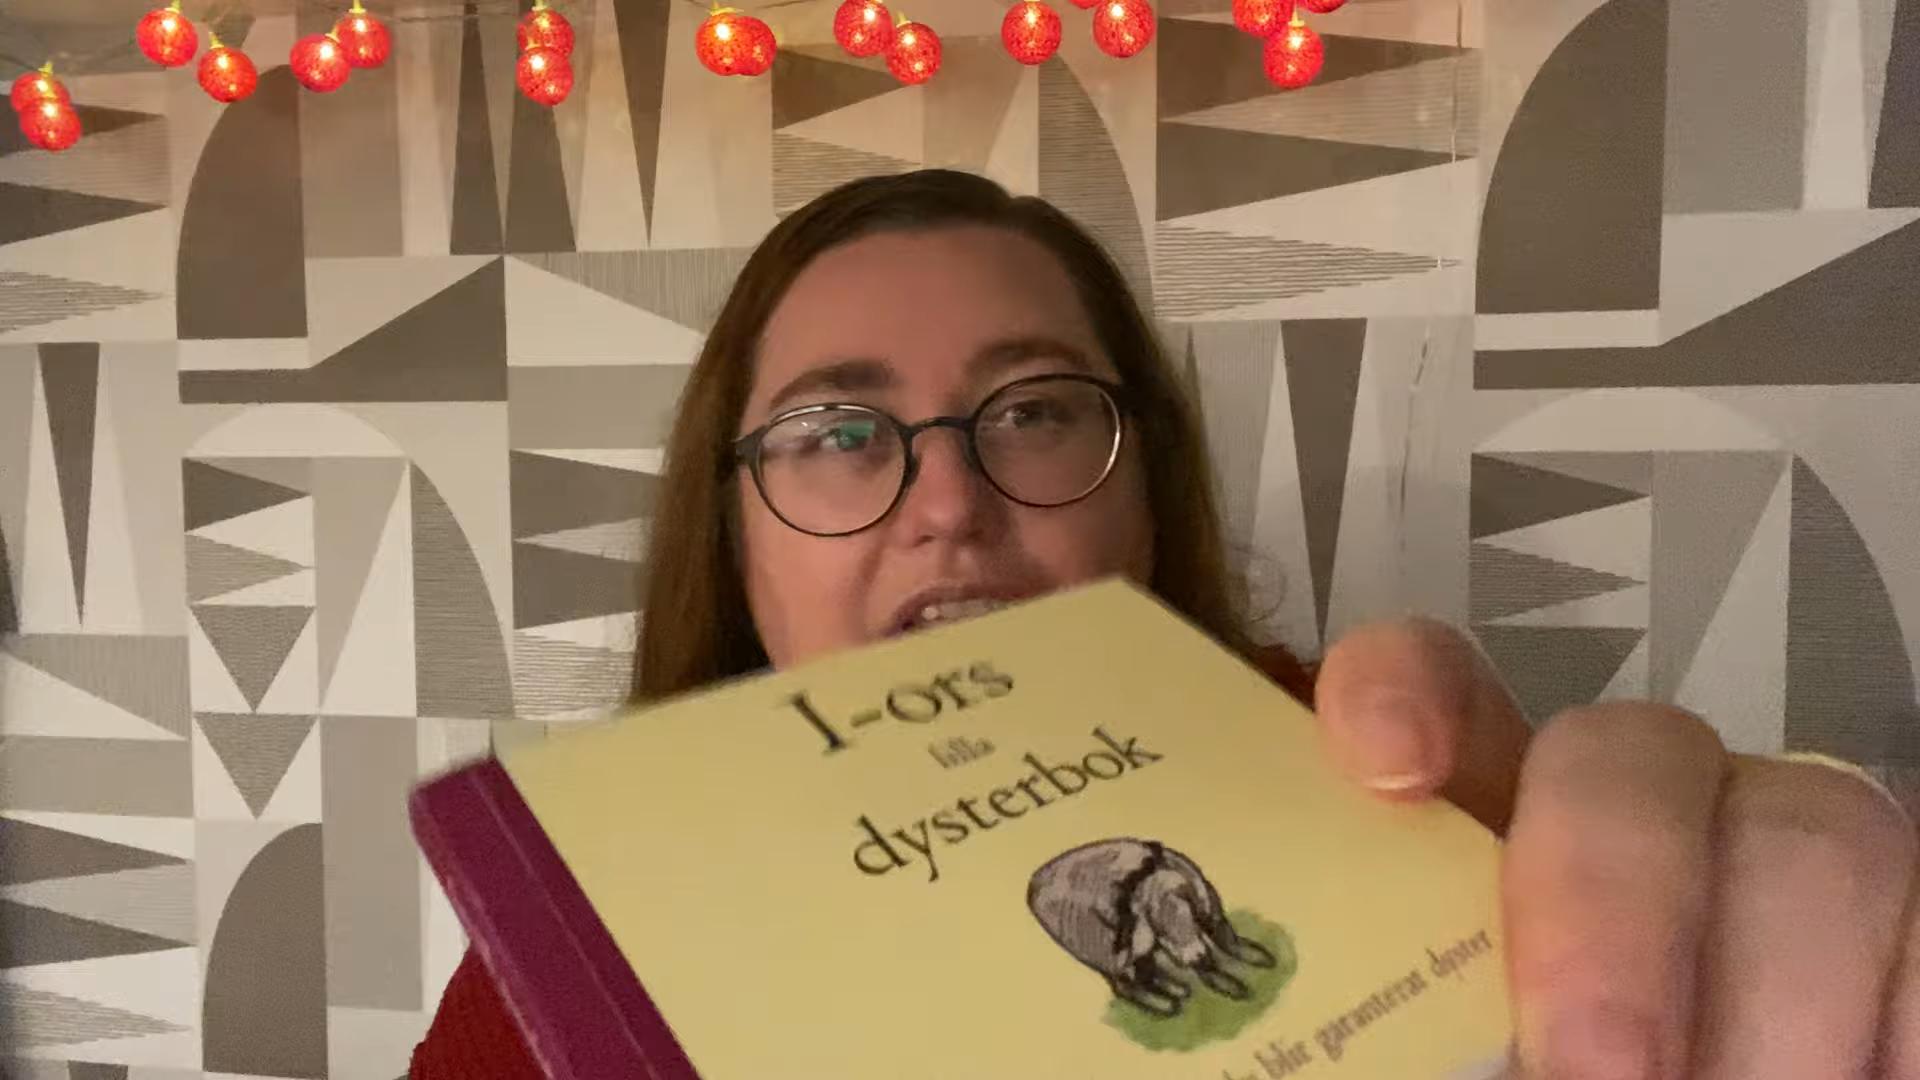 I-ors
lilla
dysterbok
blir garanterat dyster